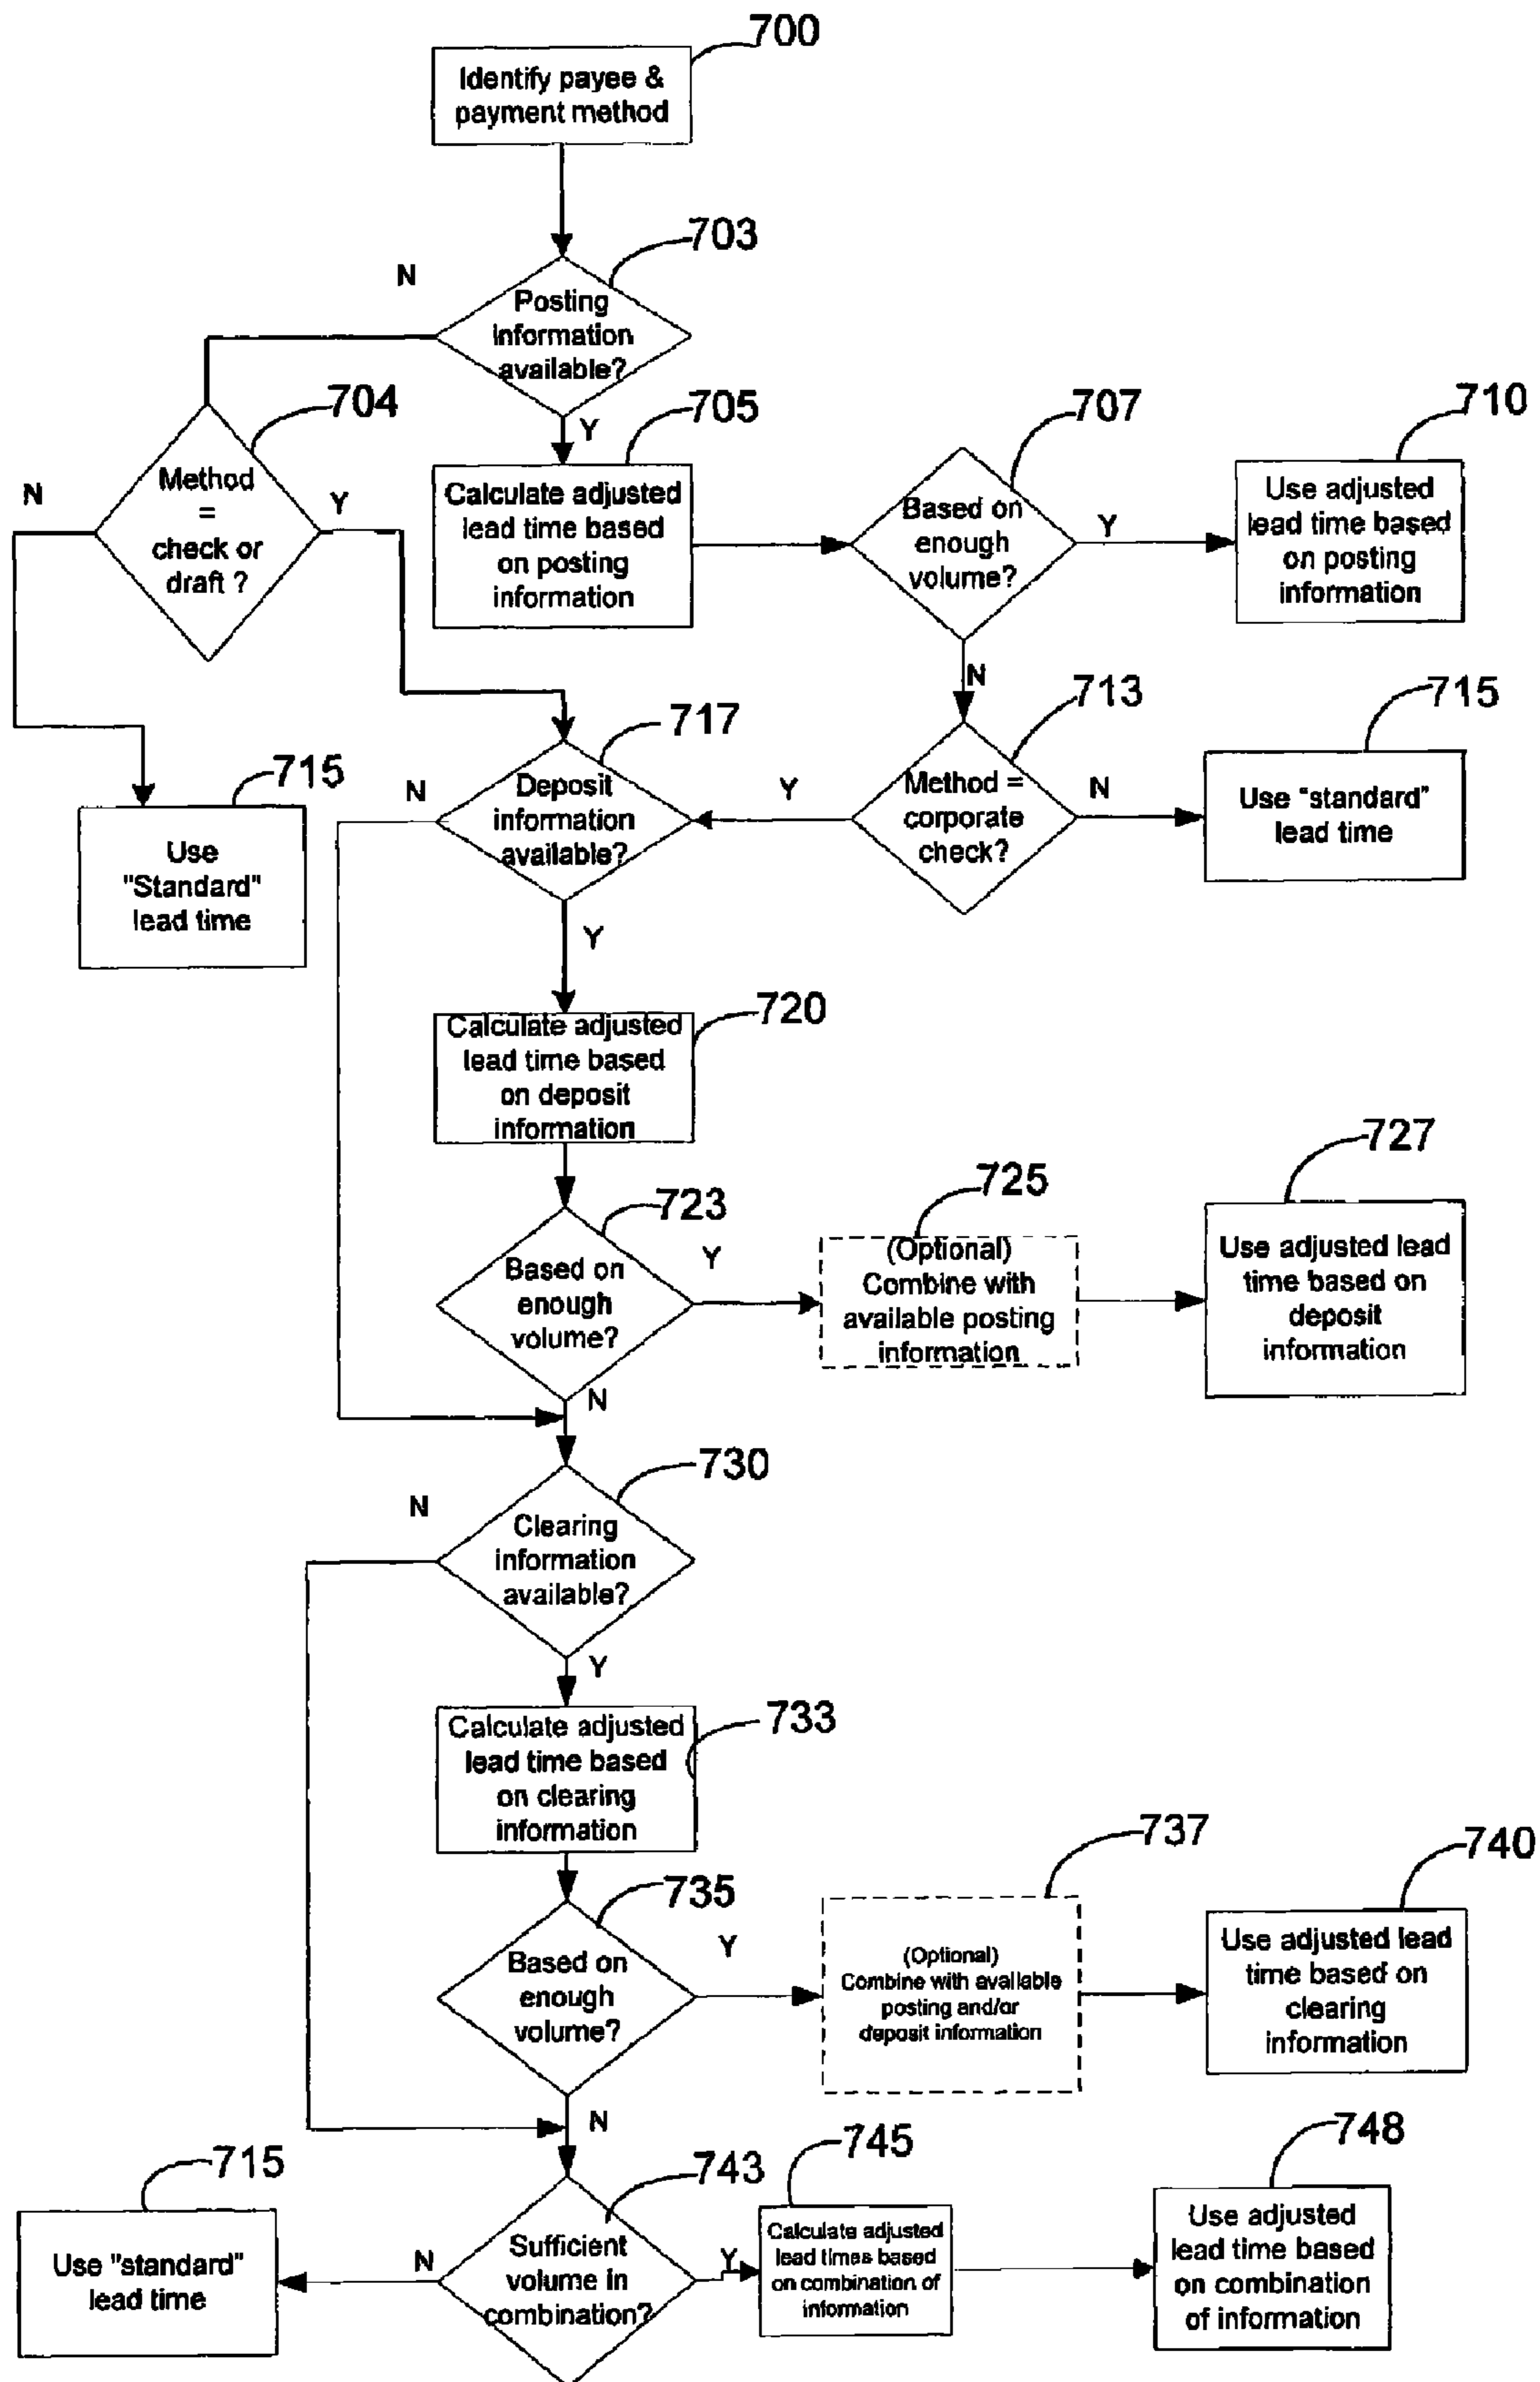 700
Identify payee &
payment method
703
N
Posting
information
available?
Y
704
Method
=
check or
draft ?
N
Y
705
Calculate adjusted
lead time based
on posting
information
707
Based on
enough
volume?
Y
N
710
Use adjusted
lead time based
on posting
information
713
Method =
corporate
check?
Y
N
715
Use "standard"
lead time
715
Use
"Standard"
lead time
717
N
Deposit
information
available?
Y
720
Calculate adjusted
lead time based
on deposit
information
723
Based on
enough
volume?
Y
N
725
(Optional)
Combine with
available posting
information
727
Use adjusted lead
time based on
deposit
information
730
N
Clearing
information
available?
Y
733
Calculate adjusted
lead time based
on clearing
information
735
Based on
enough
volume?
Y
N
737
(Optional)
Combine with available
posting and/or
deposit information
740
Use adjusted lead
time based on
clearing
information
743
Sufficient
volume in
combination?
N
Y
715
Use "standard"
lead time
745
Calculate adjusted
lead times based
on combination of
information
748
Use adjusted
lead time based
on combination
of information